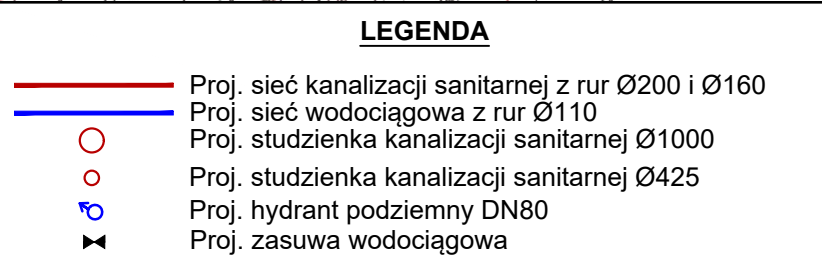 LEGENDA
Proj. sieć kanalizacji sanitarnej z rur Ø200 i Ø160
Proj. sieć wodociągowa z rur Ø110
Proj. studzienka kanalizacji sanitarnej Ø1000
Proj. studzienka kanalizacji sanitarnej Ø425
Proj. hydrant podziemny DN80
Proj. zasuwa wodociągowa